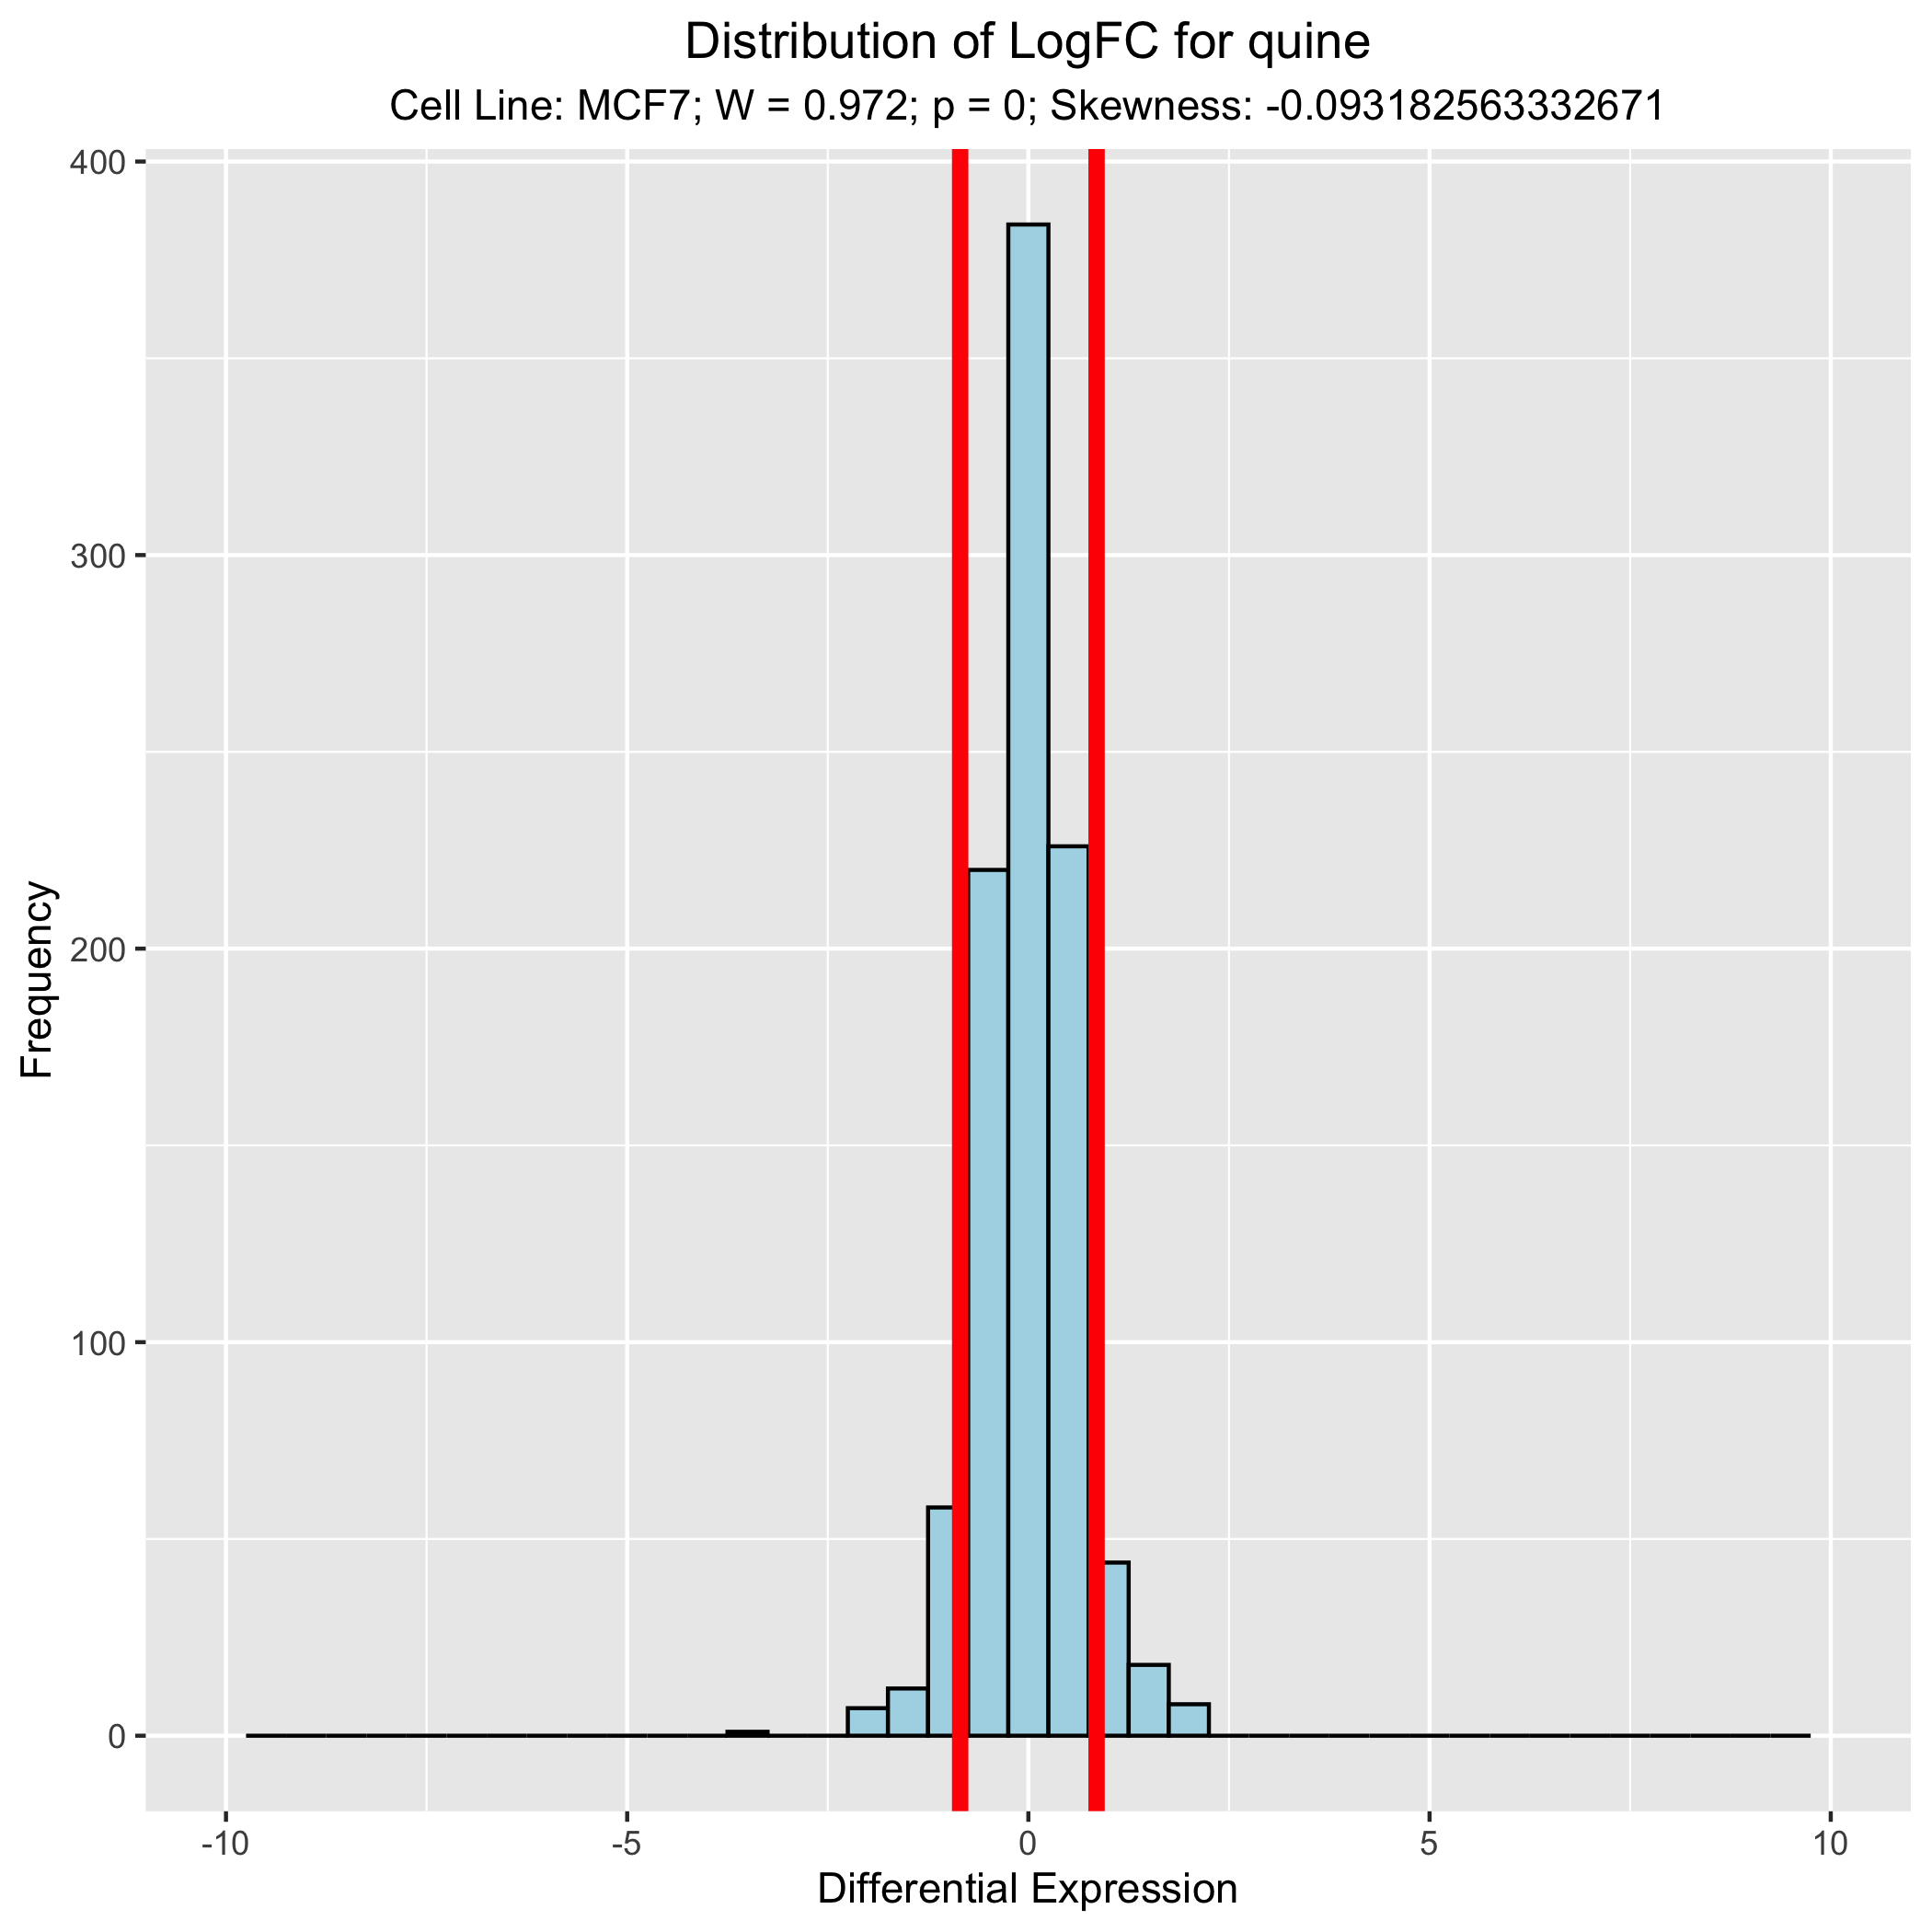 Distribution of LogFC for quine
Cell Line: MCF7; W = 0.972; p = 0; Skewness: -0.093182563332671
400
300
200
100
0
Frequency
-10
-5
0
5
10
Differential Expression